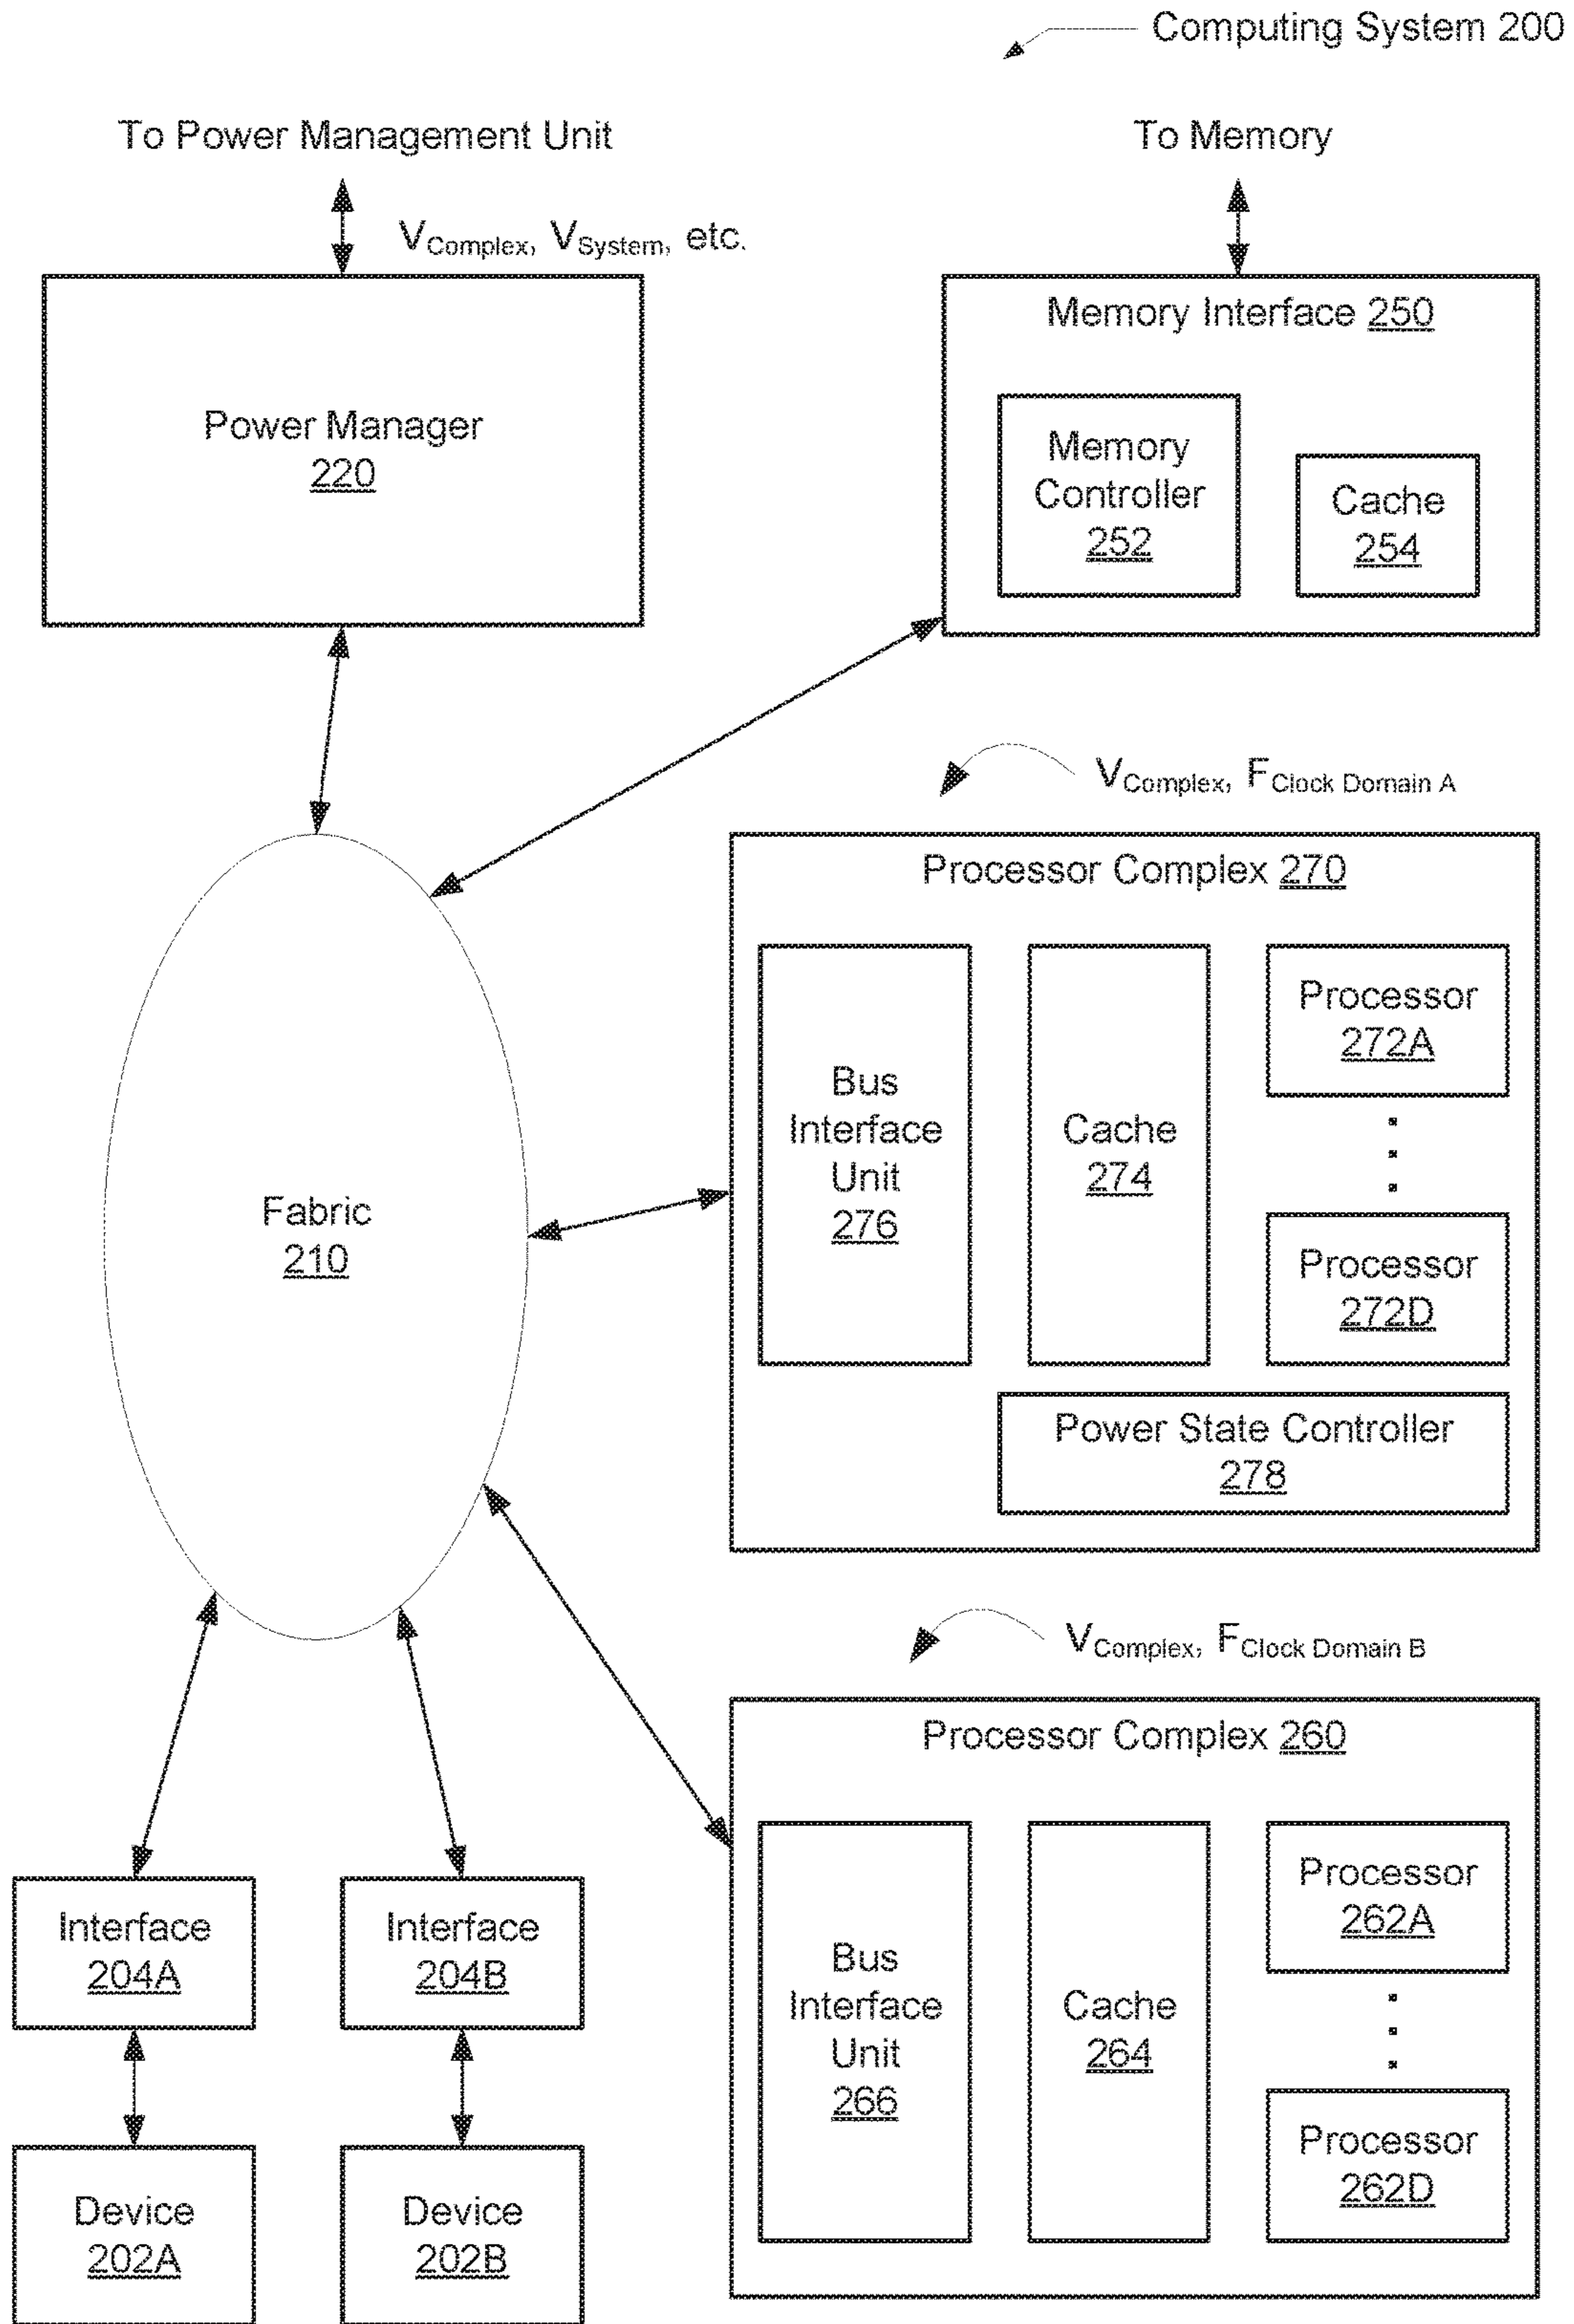 Computing System 200
To Power Management Unit
To Memory
VComplex, VSystem, etc.
Power Manager
220
Memory Interface 250
Memory
Controller
252
Cache
254
VComplex, FClock Domain A
Processor Complex 270
Bus
Interface
Unit
276
Cache
274
Processor
272A
Processor
272D
Power State Controller
278
Fabric
210
VComplex, FClock Domain B
Processor Complex 260
Bus
Interface
Unit
266
Cache
264
Processor
262A
Processor
262D
Interface
204A
Interface
204B
Device
202A
Device
202B